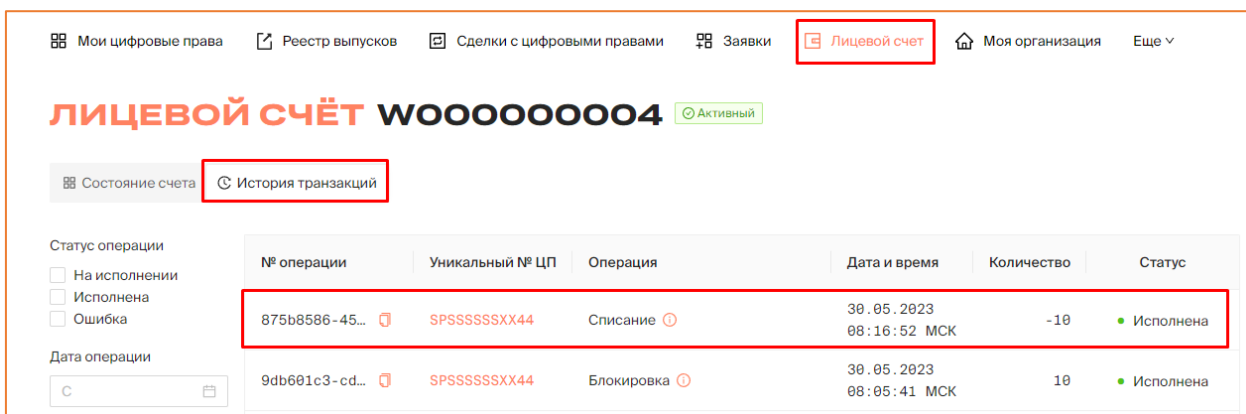 Мои цифровые права Реестр выпусков Сделки с цифровыми правами Заявки Лицевой счет Моя организация Еще
ЛИЦЕВОЙ СЧЁТ W000000004 Активный
Состояние счета История транзакций
Статус операции
На исполнении
Исполнена
Ошибка
Дата операции
С
№ операции Уникальный № ЦП Операция Дата и время Количество Статус
875b8586-45... SPSSSSSSXX44 Списание 30.05.2023 08:16:52 МСК -10 Исполнена
9db601c3-cd... SPSSSSSSXX44 Блокировка 30.05.2023 08:05:41 МСК 10 Исполнена